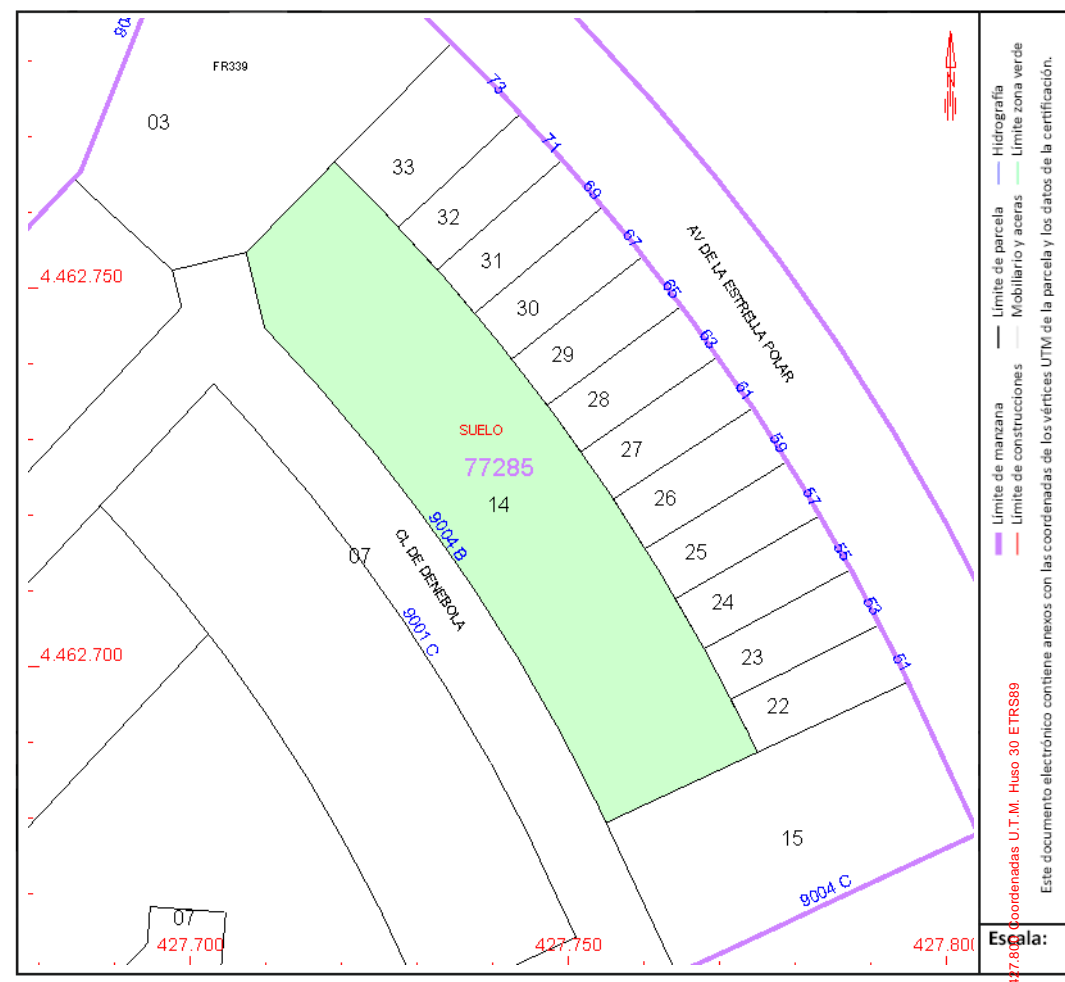 90
FR339
03
73
33
71
32
69
31
67
AV DE LA ESTRELLA POLAR
4.462.750
65
30
63
29
61
28
SUELO
59
27
77285
57
26
14
9004 B
55
25
07
CL DE DENEBOLA
53
24
9001 C
51
23
4.462.700
22
15
9004 C
07
427.700
427.750
427.800
Límite de manzana
Límite de parcela
Hidrografía
Límite de construcciones
Mobiliario y aceras
Límite zona verde
427.800 Coordenadas U.T.M. Huso 30 ETRS89
Este documento electrónico contiene anexos con las coordenadas de los vértices UTM de la parcela y los datos de la certificación.
Escala: